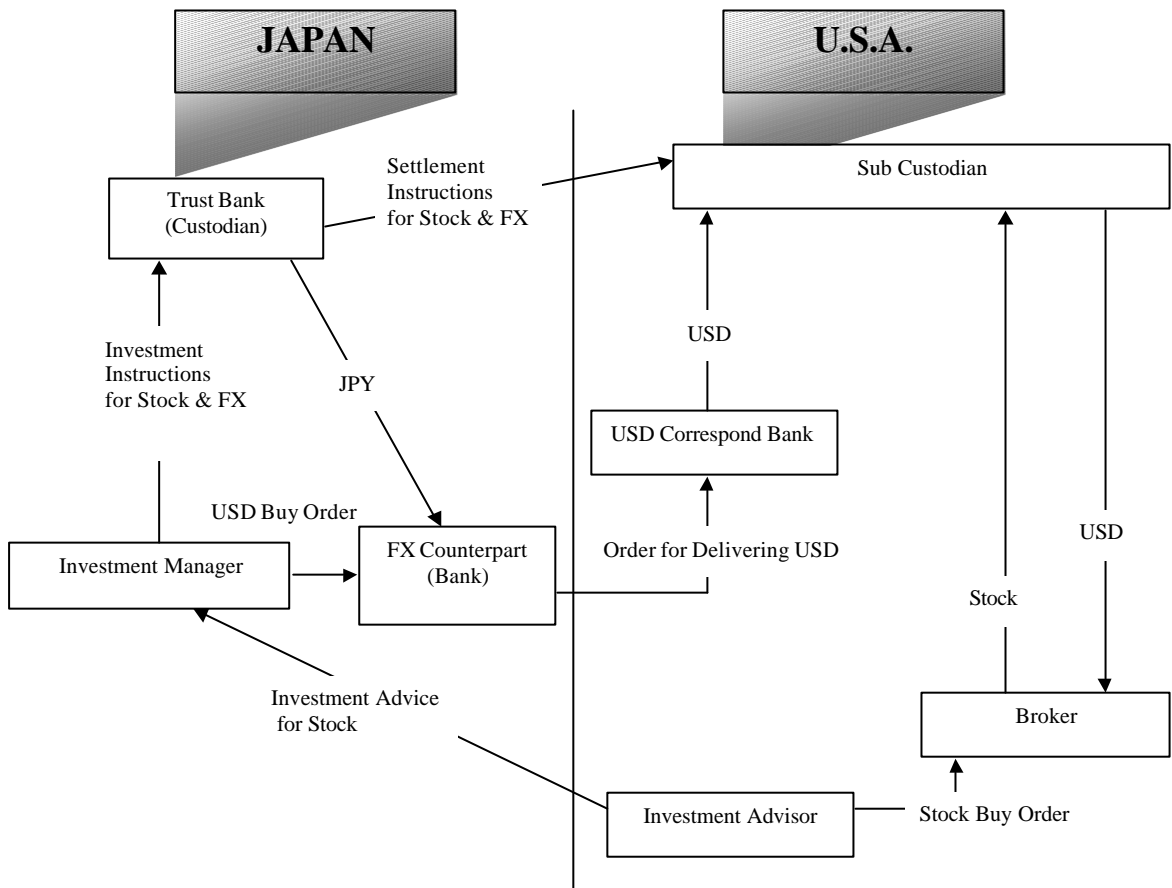 JAPAN
U.S.A.
Settlement
Instructions
for Stock & FX
Sub Custodian
Trust Bank
(Custodian)
USD
Investment
Instructions
for Stock & FX
JPY
USD Correspond Bank
USD Buy Order
FX Counterpart
(Bank)
Order for Delivering USD
USD
Investment Manager
Stock
Investment Advice
for Stock
Broker
Investment Advisor
Stock Buy Order